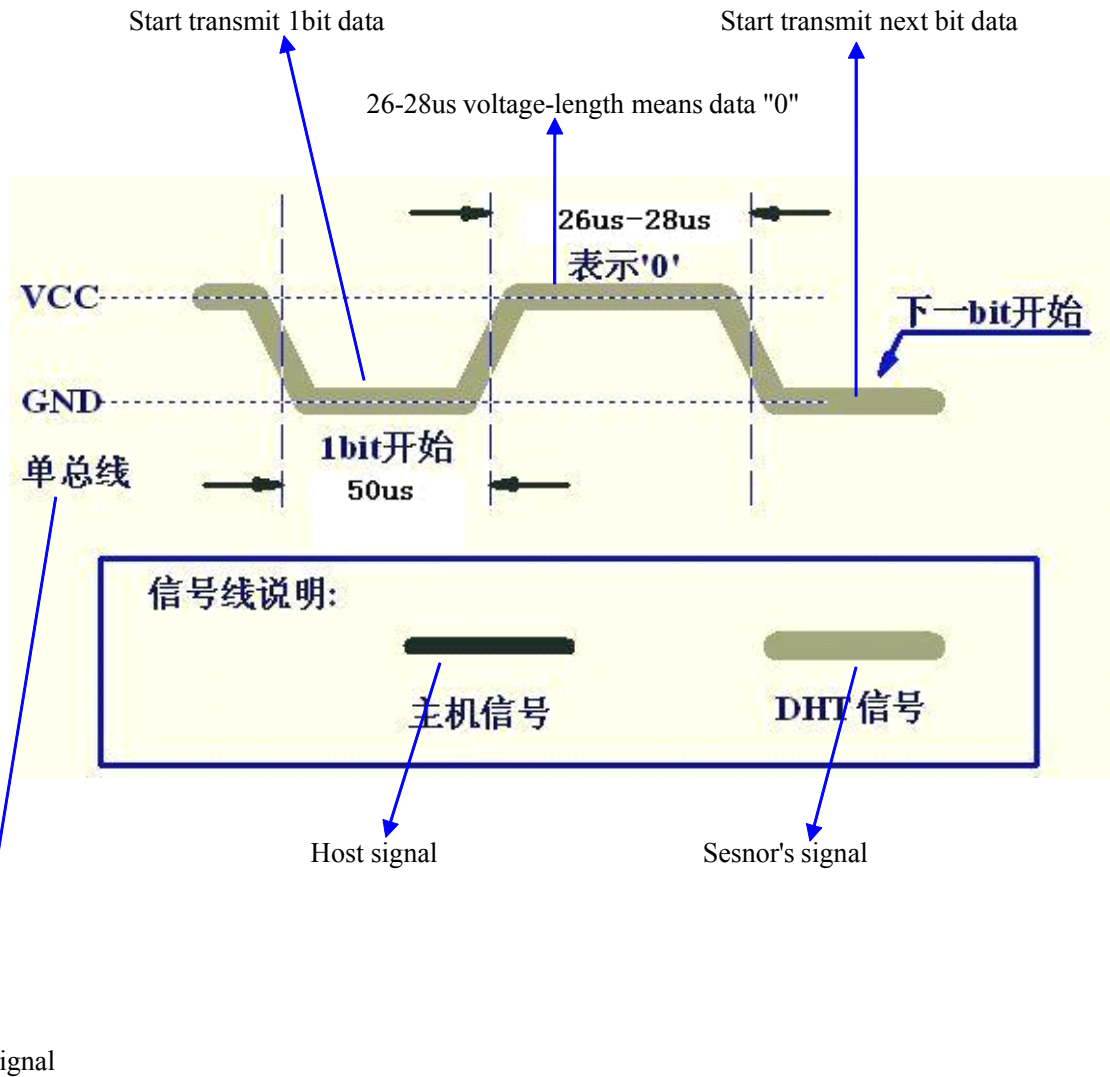 Start transmit 1bit data
Start transmit next bit data
26-28us voltage-length means data "0"
26us-28us
表示'0'
VCC
下一bit开始
GND
1bit开始
单总线
50us
信号线说明:
主机信号
DHT信号
Host signal
Sesnor's signal
ignal